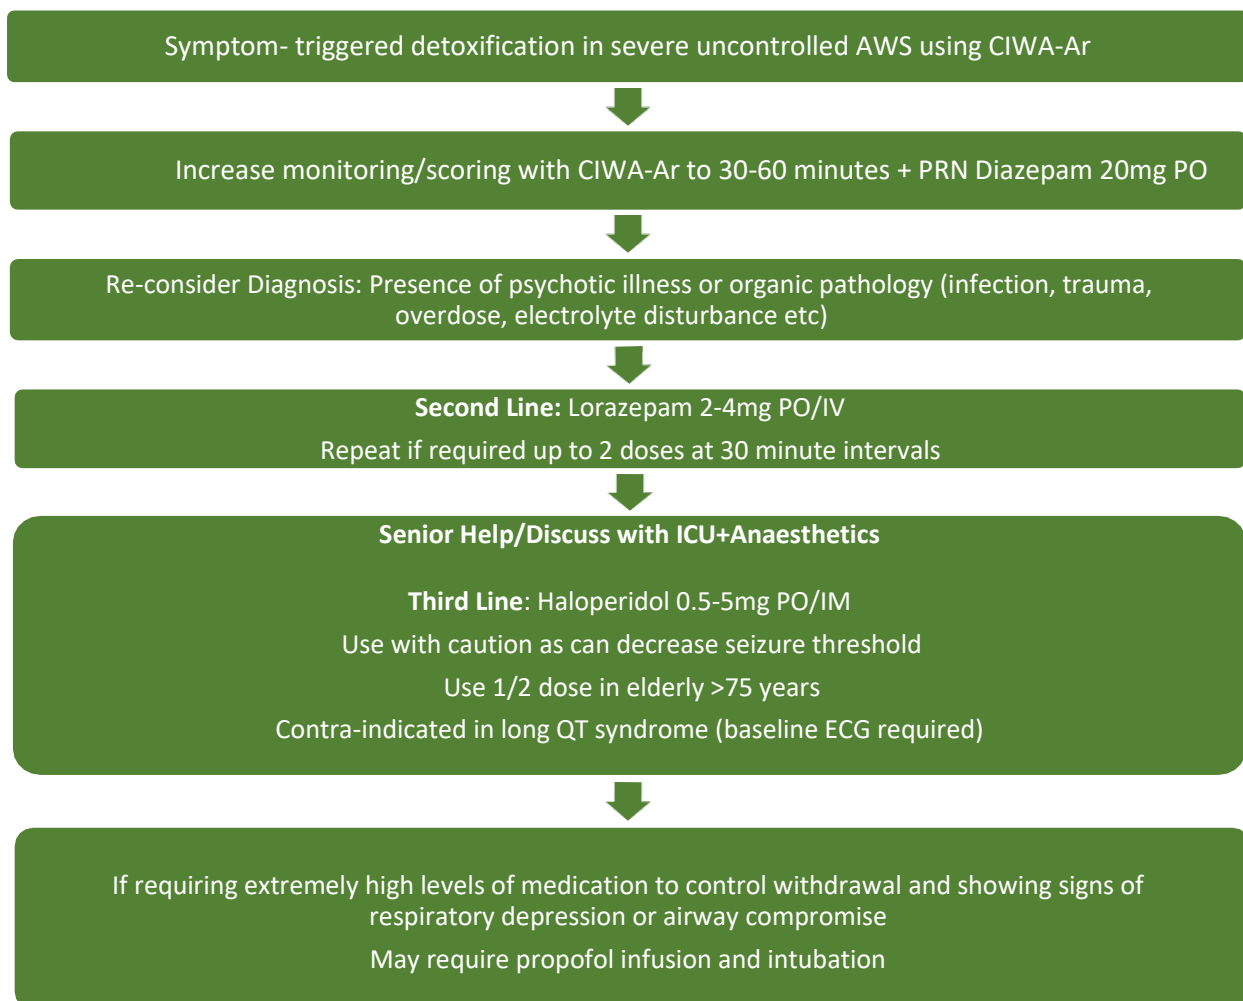 Symptom- triggered detoxification in severe uncontrolled AWS using CIWA-Ar
Increase monitoring/scoring with CIWA-Ar to 30-60 minutes + PRN Diazepam 20mg PO
Re-consider Diagnosis: Presence of psychotic illness or organic pathology (infection, trauma,
overdose, electrolyte disturbance etc)
Second Line: Lorazepam 2-4mg PO/IV
Repeat if required up to 2 doses at 30 minute intervals
Senior Help/Discuss with ICU+Anaesthetics
Third Line: Haloperidol 0.5-5mg PO/IM
Use with caution as can decrease seizure threshold
Use 1/2 dose in elderly >75 years
Contra-indicated in long QT syndrome (baseline ECG required)
If requiring extremely high levels of medication to control withdrawal and showing signs of
respiratory depression or airway compromise
May require propofol infusion and intubation